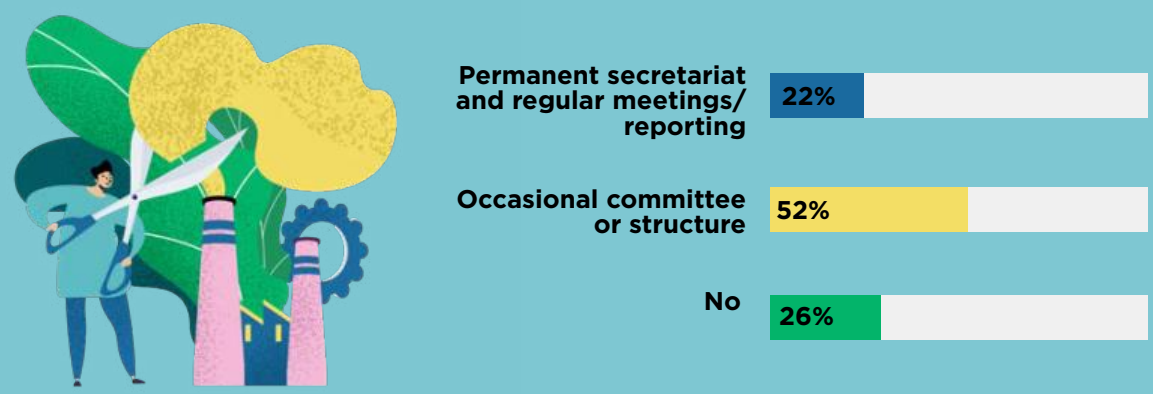 Permanent secretariat
and regular meetings/
reporting
22%
Occasional committee
or structure
52%
No
26%